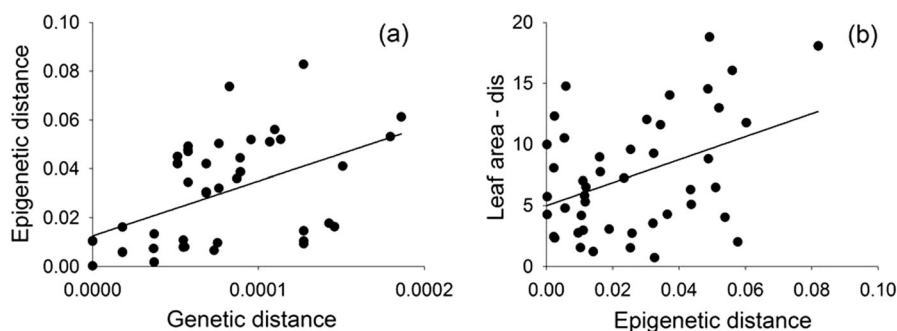 (a)
Epigenetic distance
0.10
0.08
0.06
0.04
0.02
0.00
0.0000 0.0001 0.0002
Genetic distance
(b)
Leaf area - dis
20
15
10
5
0
0.00 0.02 0.04 0.06 0.08 0.10
Epigenetic distance